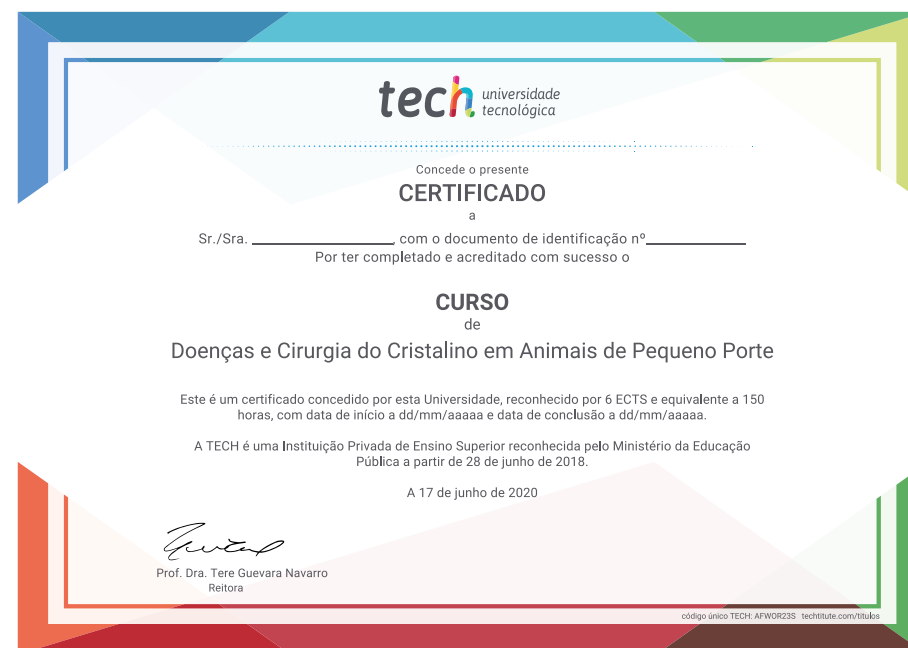 tech universidade
tecnológica
Concede o presente
CERTIFICADO
a
Sr./Sra. __________________, com o documento de identificação nº____________
Por ter completado e acreditado com sucesso o
CURSO
de
Doenças e Cirurgia do Cristalino em Animais de Pequeno Porte
Este é um certificado concedido por esta Universidade, reconhecido por 6 ECTS e equivalente a 150
horas, com data de início a dd/mm/aaaaa e data de conclusão a dd/mm/aaaaa.
A TECH é uma Instituição Privada de Ensino Superior reconhecida pelo Ministério da Educação
Pública a partir de 28 de junho de 2018.
A 17 de junho de 2020
Prof. Dra. Tere Guevara Navarro
Reitora
código único TECH: AFWOR23S techtitute.com/titulos